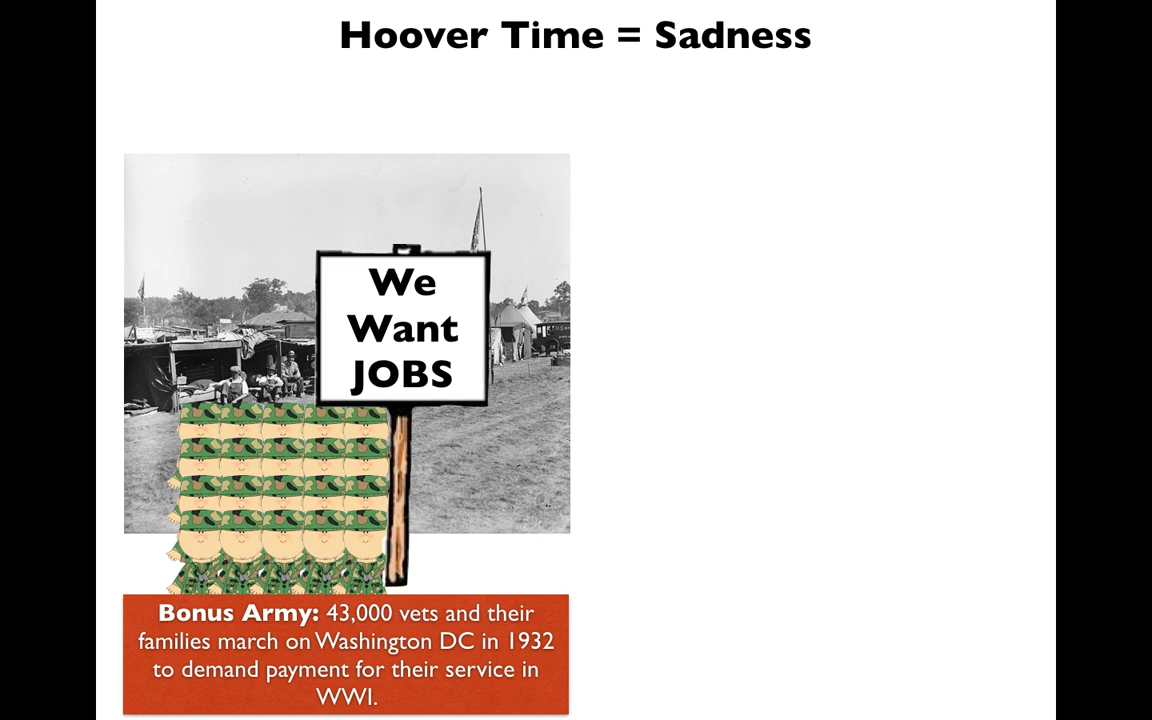 Hoover Time = Sadness
We
Want
JOBS
Bonus Army: 43,000 vets and their
families march on Washington DC in 1932
to demand payment for their service in
WWI.